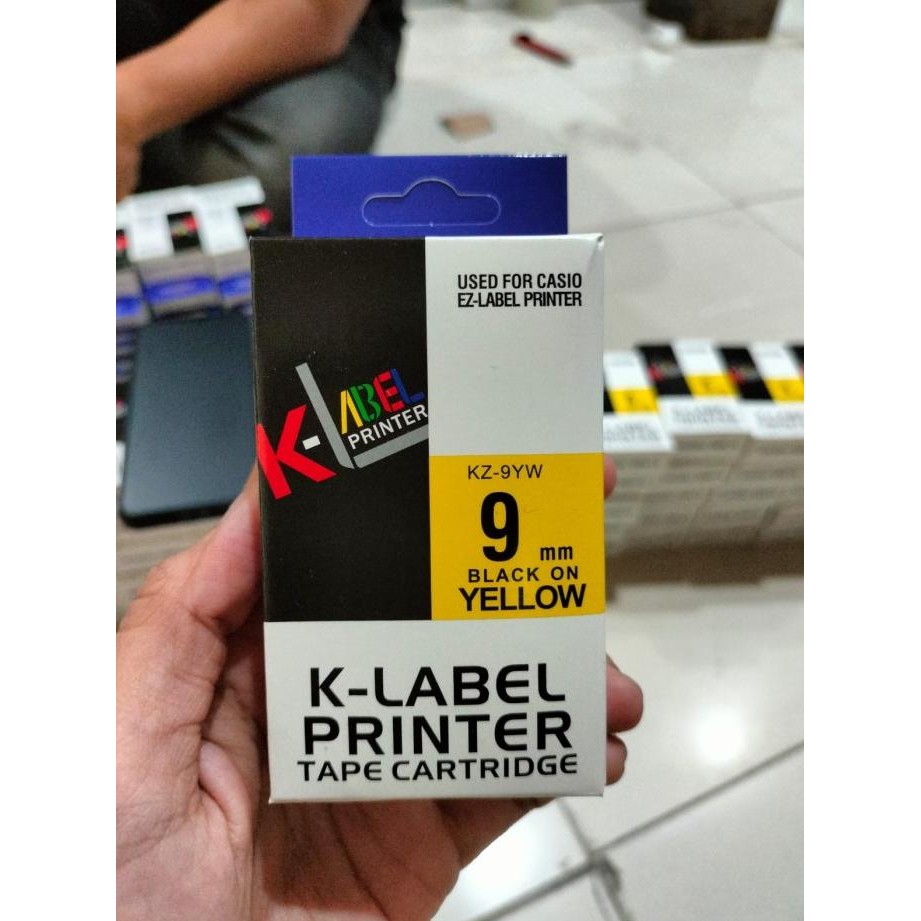 USED FOR CASIO
EZ-LABEL PRINTER
K-LABEL
PRINTER
KZ-9YW
9 mm
BLACK ON
YELLOW
K-LABEL
PRINTER
TAPE CARTRIDGE